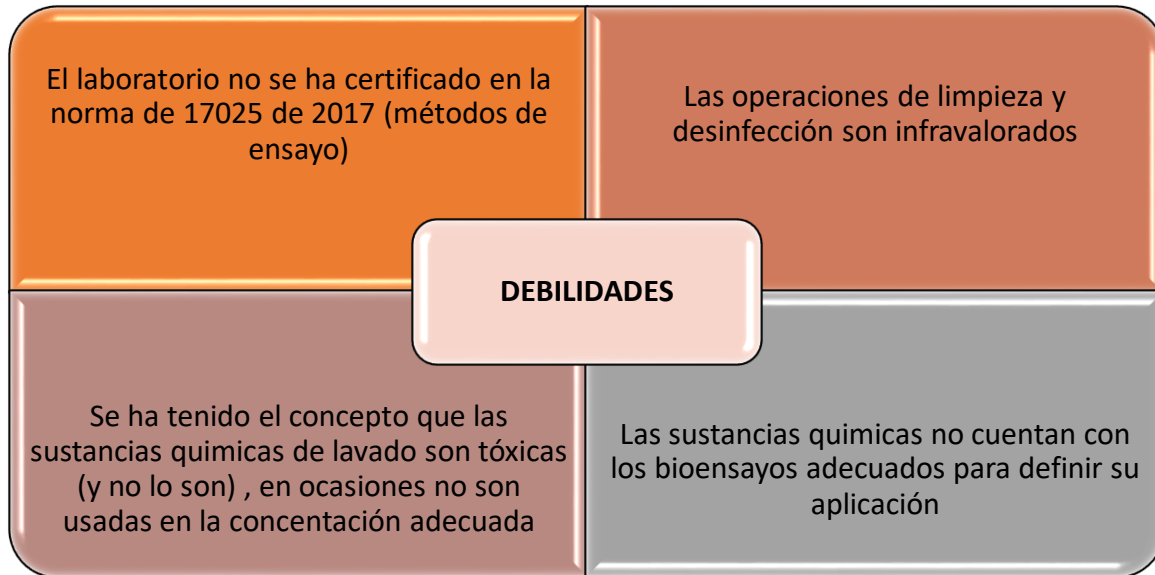 El laboratorio no se ha certificado en la
norma de 17025 de 2017 (métodos de
ensayo)
Las operaciones de limpieza y
desinfección son infravalorados
DEBILIDADES
Se ha tenido el concepto que las
sustancias quimicas de lavado son tóxicas
(y no lo son) , en ocasiones no son
usadas en la concentación adecuada
Las sustancias quimicas no cuentan con
los bioensayos adecuados para definir su
aplicación